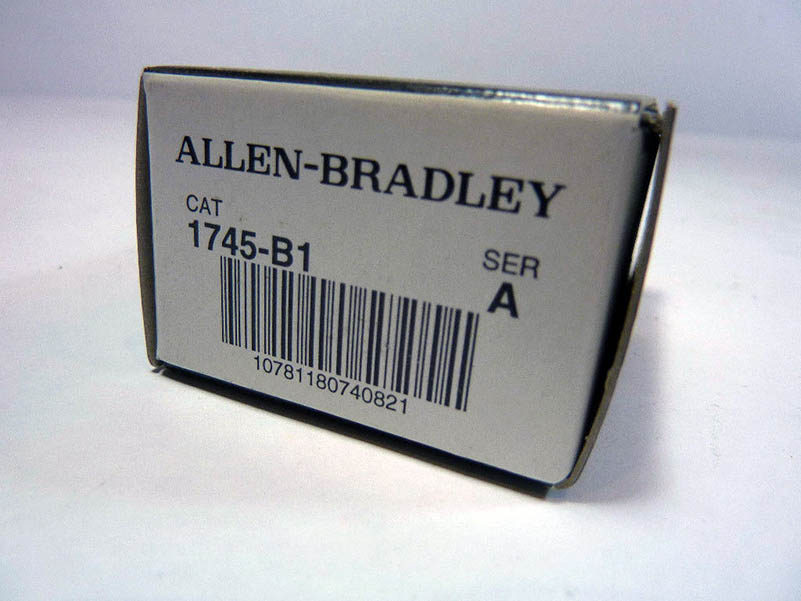 ALLEN-BRADLEY
CAT
1745-B1
SER
A
10781180740821